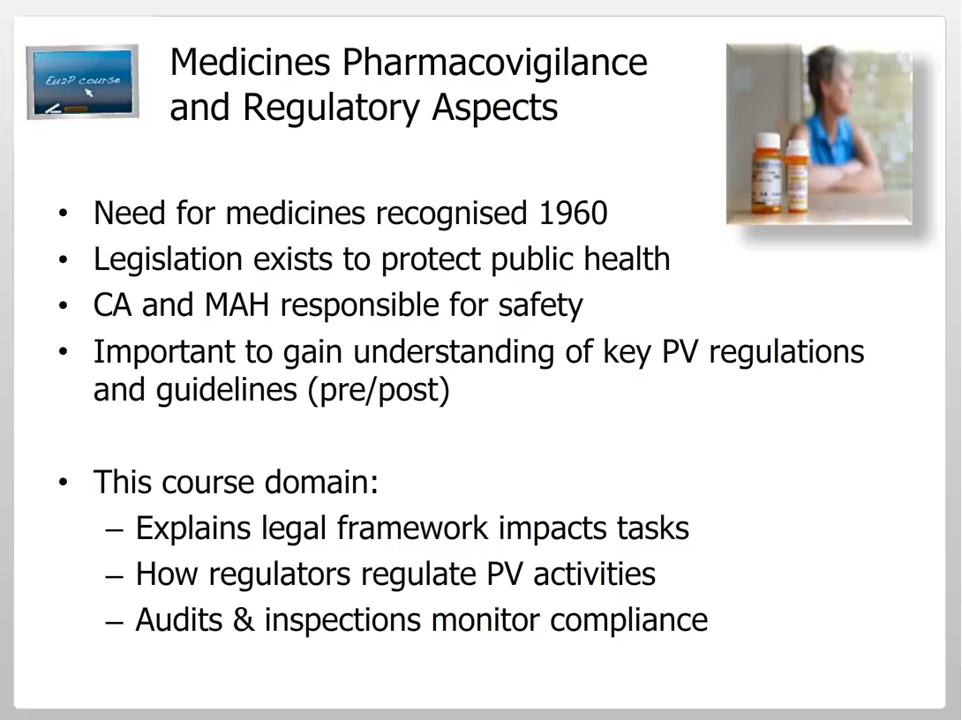 Eu2P course
Medicines Pharmacovigilance
and Regulatory Aspects
• Need for medicines recognised 1960
• Legislation exists to protect public health
• CA and MAH responsible for safety
• Important to gain understanding of key PV regulations
and guidelines (pre/post)
• This course domain:
– Explains legal framework impacts tasks
– How regulators regulate PV activities
– Audits & inspections monitor compliance